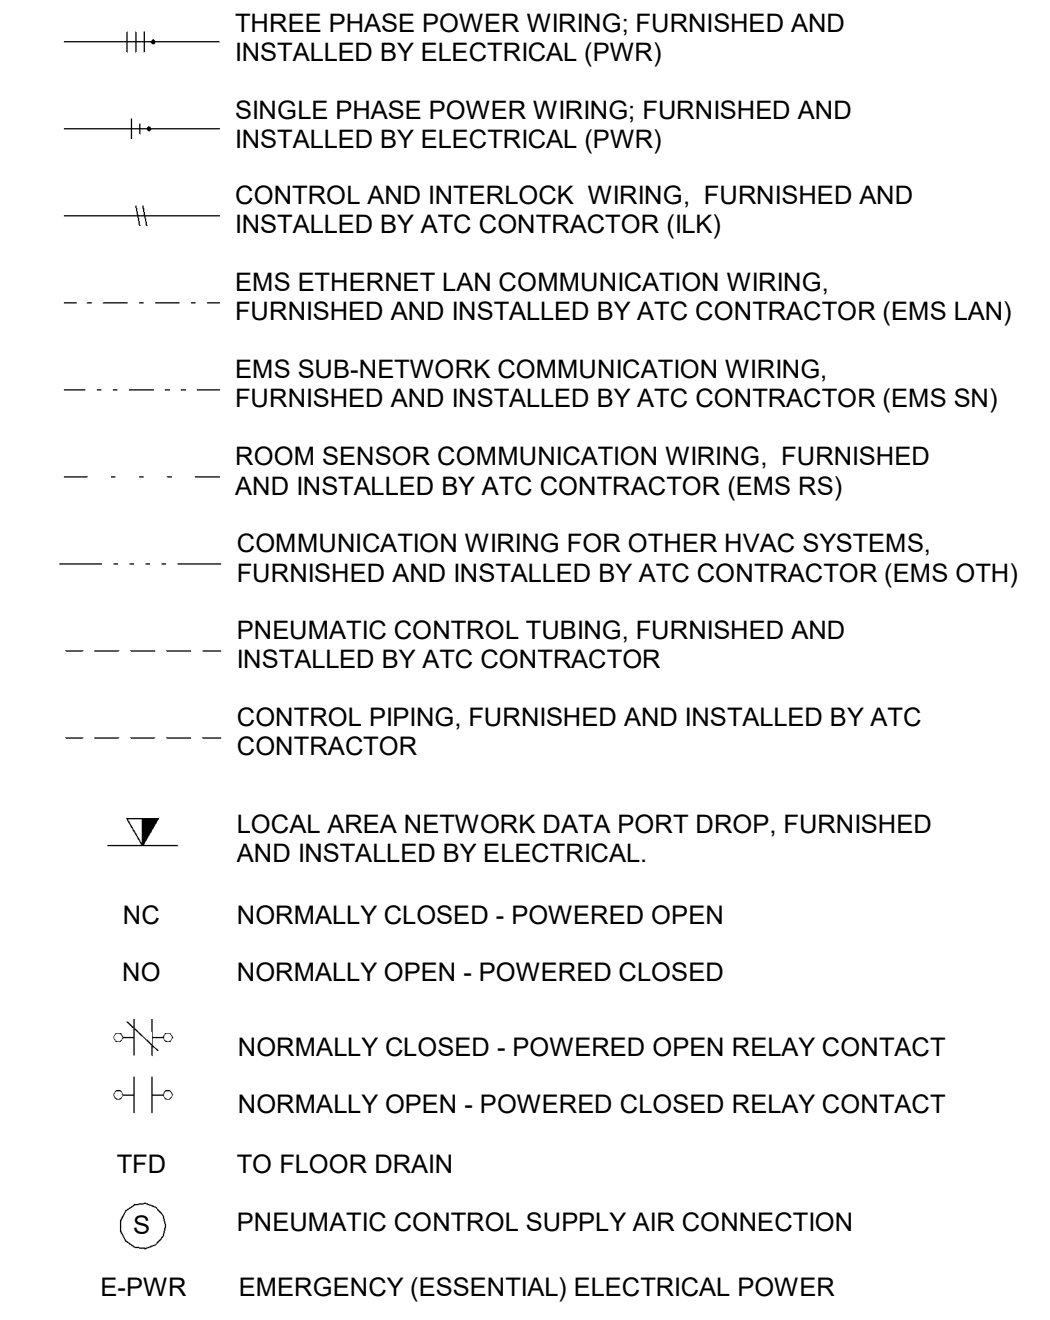 THREE PHASE POWER WIRING; FURNISHED AND
INSTALLED BY ELECTRICAL (PWR)
SINGLE PHASE POWER WIRING; FURNISHED AND
INSTALLED BY ELECTRICAL (PWR)
CONTROL AND INTERLOCK  WIRING,  FURNISHED AND
INSTALLED BY ATC CONTRACTOR (ILK)
EMS ETHERNET LAN COMMUNICATION WIRING,
FURNISHED AND INSTALLED BY ATC CONTRACTOR (EMS LAN)
EMS SUB-NETWORK COMMUNICATION WIRING,
FURNISHED AND INSTALLED BY ATC CONTRACTOR (EMS SN)
ROOM SENSOR COMMUNICATION WIRING,  FURNISHED
AND INSTALLED BY ATC CONTRACTOR (EMS RS)
COMMUNICATION WIRING FOR OTHER HVAC SYSTEMS,
FURNISHED AND INSTALLED BY ATC CONTRACTOR (EMS OTH)
PNEUMATIC CONTROL TUBING, FURNISHED AND
INSTALLED BY ATC CONTRACTOR
CONTROL PIPING, FURNISHED AND INSTALLED BY ATC
CONTRACTOR
LOCAL AREA NETWORK DATA PORT DROP, FURNISHED
AND INSTALLED BY ELECTRICAL.
NC NORMALLY CLOSED - POWERED OPEN
NO NORMALLY OPEN - POWERED CLOSED
NORMALLY CLOSED - POWERED OPEN RELAY CONTACT
NORMALLY OPEN - POWERED CLOSED RELAY CONTACT
TFD TO FLOOR DRAIN
S PNEUMATIC CONTROL SUPPLY AIR CONNECTION
E-PWR EMERGENCY (ESSENTIAL) ELECTRICAL POWER